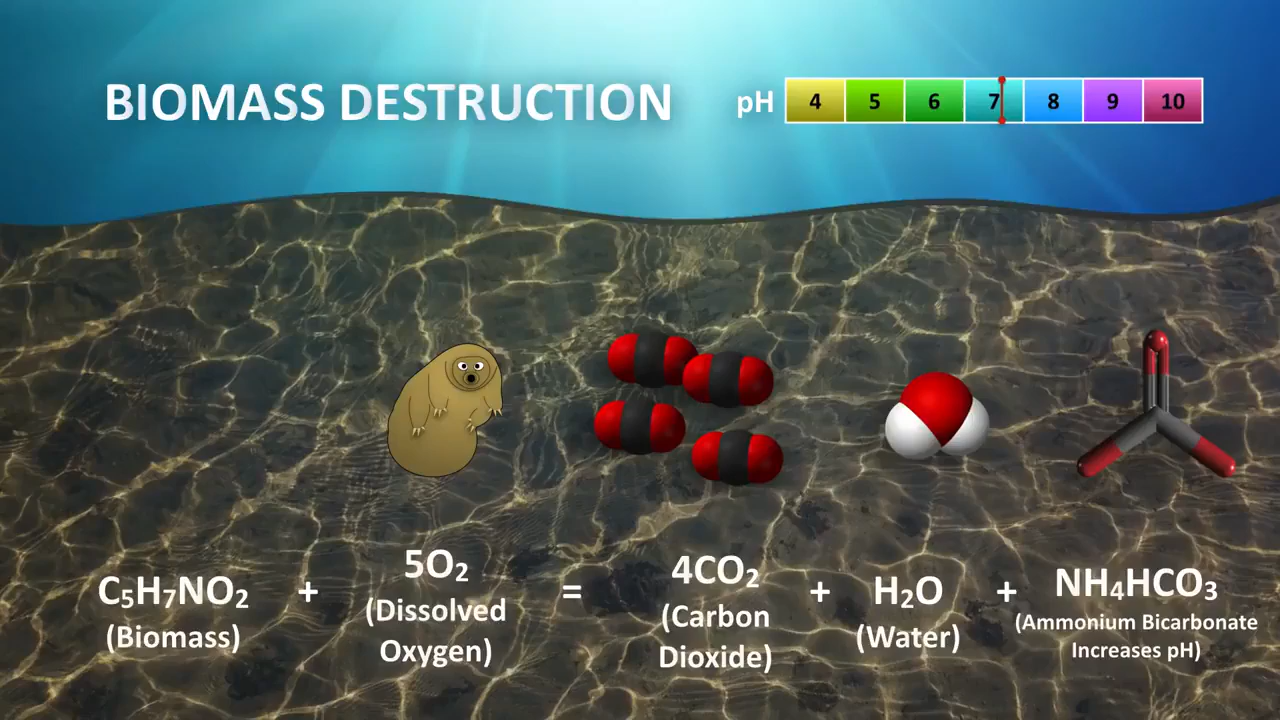 BIOMASS DESTRUCTION
pH 4 5 6 7 8 9 10
C₅H₇NO₂ + 5O₂ = 4CO₂ + H₂O + NH₄HCO₃
(Biomass)
(Dissolved
Oxygen)
(Carbon
Dioxide)
(Water)
(Ammonium Bicarbonate
Increases pH)